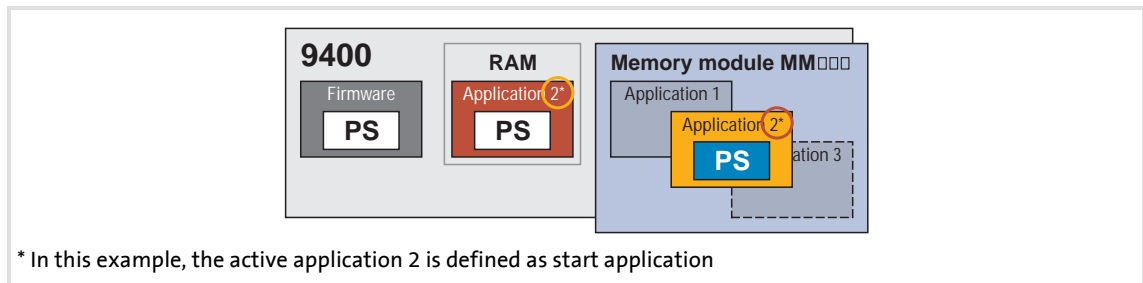 9400
RAM
Memory module MM□□□
Firmware
PS
Application 2*
PS
Application 1
Application 2*
PS
ation 3
* In this example, the active application 2 is defined as start application